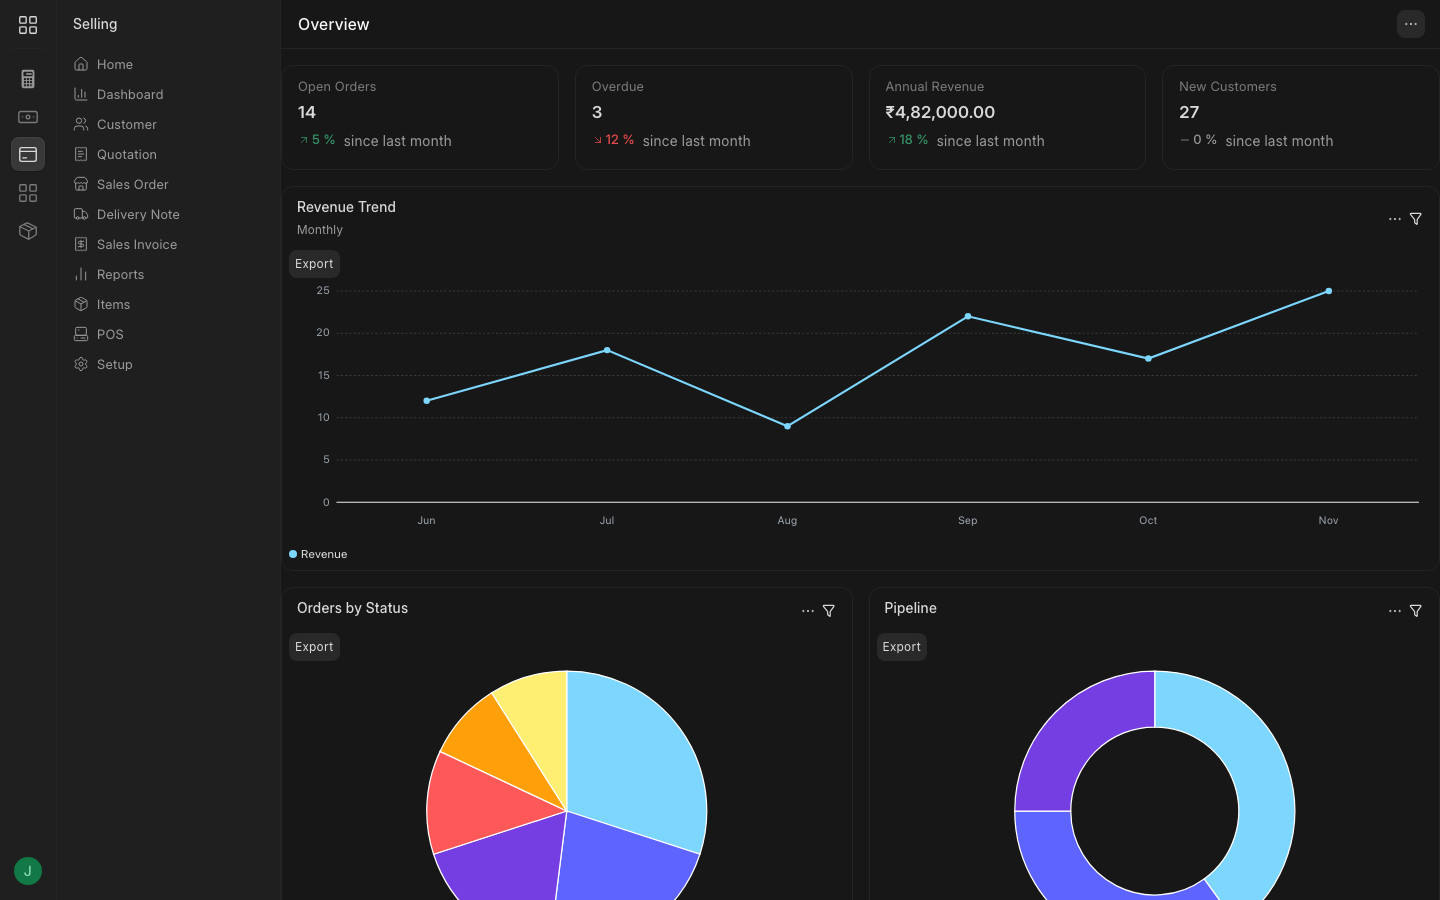 Selling
Home
Dashboard
Customer
Quotation
Sales Order
Delivery Note
Sales Invoice
Reports
Items
POS
Setup
J
Overview
Open Orders
14
5 % since last month
Overdue
3
12 % since last month
Annual Revenue
₹4,82,000.00
18 % since last month
New Customers
27
0 % since last month
Revenue Trend
Monthly
Export
25
20
15
10
5
0
Jun Jul Aug Sep Oct Nov
Revenue
Orders by Status
Export
Pipeline
Export